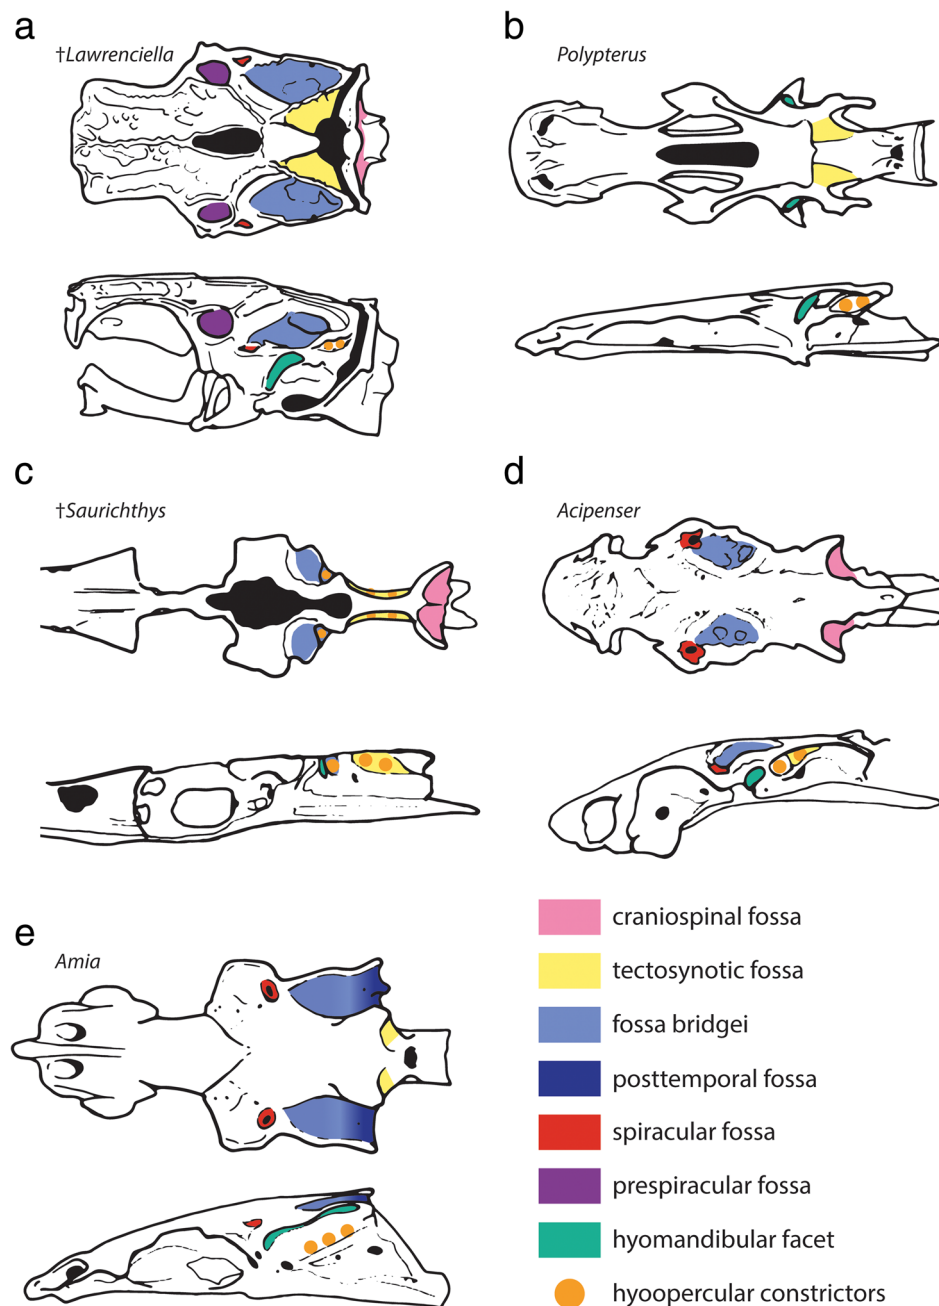 a
†Lawrenciella
b
Polypterus
c
†Saurichthys
d
Acipenser
e
Amia
craniospinal fossa
tectosynotic fossa
fossa bridgei
posttemporal fossa
spiracular fossa
prespiracular fossa
hyomandibular facet
hyoopercular constrictors